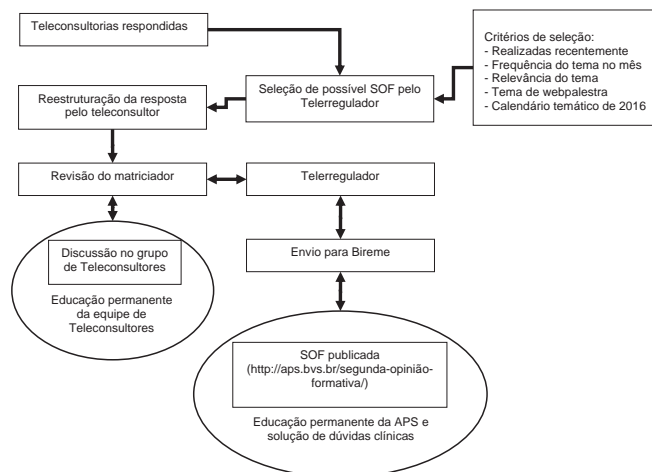 Teleconsultorias respondidas
Critérios de seleção:
- Realizadas recentemente
- Frequência do tema no mês
- Relevância do tema
- Tema de webpalestra
- Calendário temático de 2016
Seleção de possível SOF pelo
Telerregulador
Reestruturação da resposta
pelo teleconsultor
Revisão do matriciador
Telerregulador
Discussão no grupo
de Teleconsultores
Educação permanente
da equipe de
Teleconsultores
Envio para Bireme
SOF publicada
(http://aps.bvs.br/segunda-opinião-
formativa/)
Educação permanente da APS e
solução de dúvidas clínicas